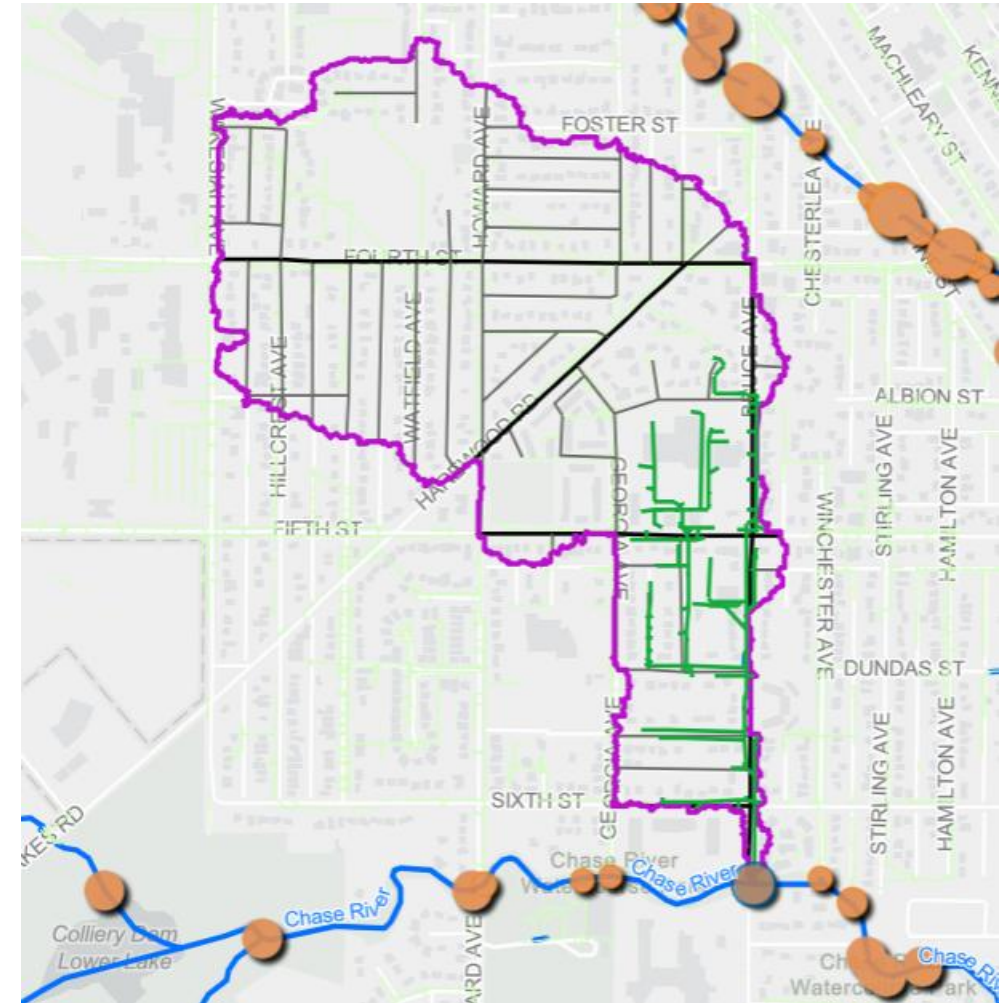 MACHLEARY ST
FOSTER ST
HOWARD AVE
FOURTH ST
BRUCE AVE
WATFIELD AVE
HILLCREST AVE
ALBION ST
STIRLING AVE
HAMILTON AVE
HAREWOOD RD
GEORGIA AVE
WINCHESTER AVE
FIFTH ST
DUNDAS ST
GEORGIA AVE
STIRLING AVE
HAMILTON AVE
SIXTH ST
Chase River
Chase River
Chase River
Colliery Dam
Lower Lake
ARD AVE
Chase
Park